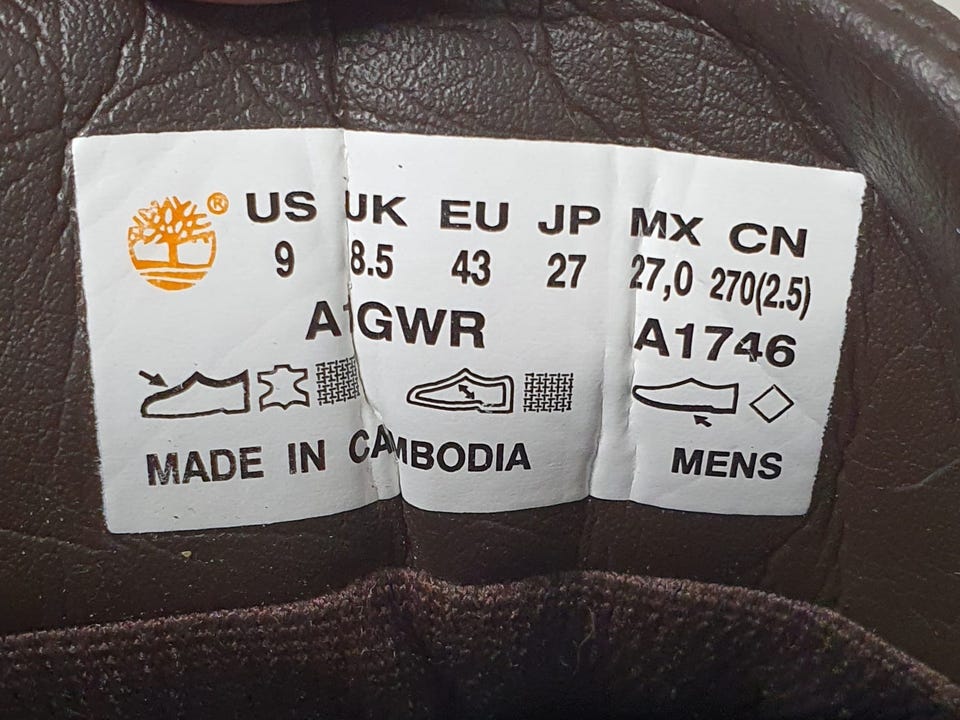 US UK EU JP MX CN
9 8.5 43 27 27,0 270(2.5)
A1GWR A1746
MADE IN CAMBODIA MENS
®